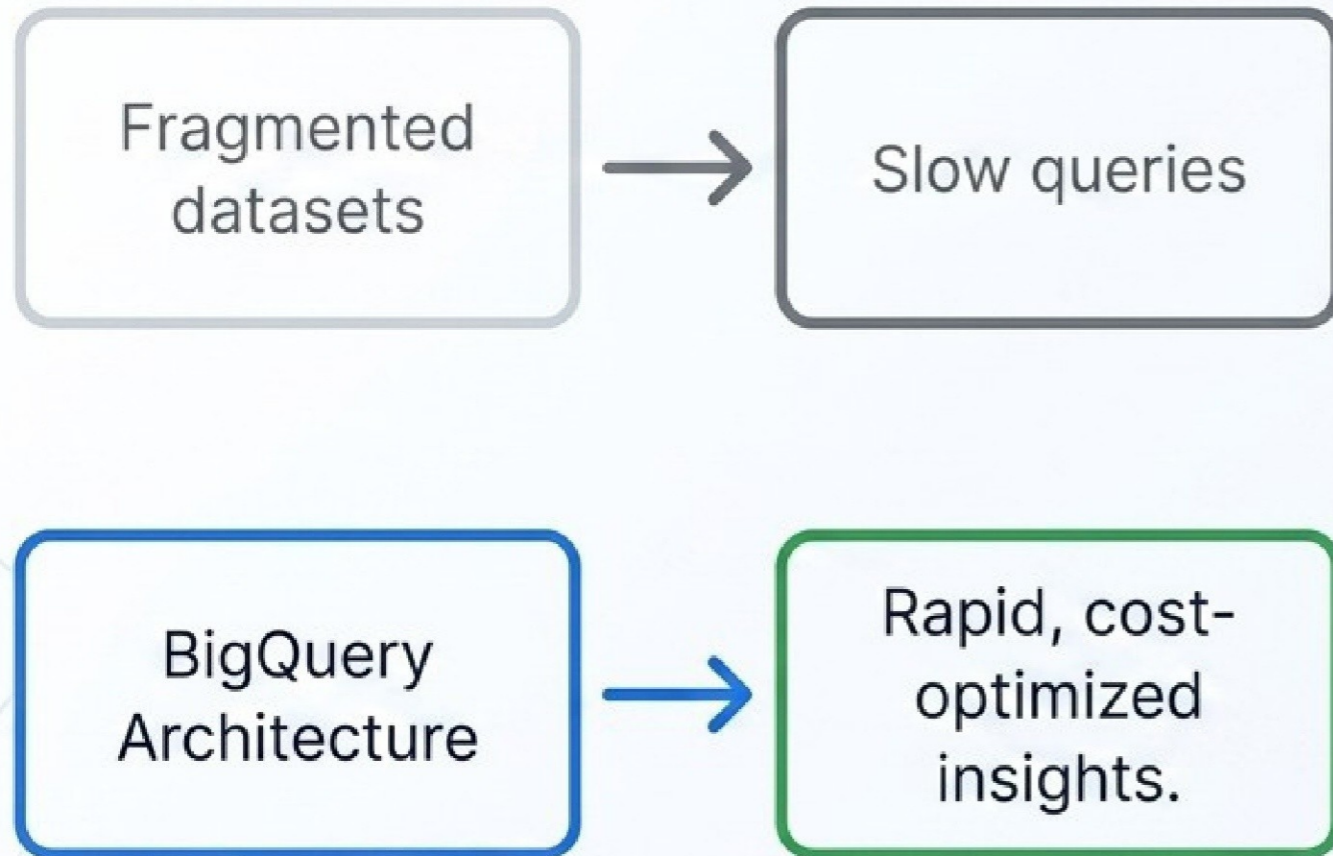 Fragmented
datasets
Slow queries
BigQuery
Architecture
Rapid, cost-
optimized
insights.